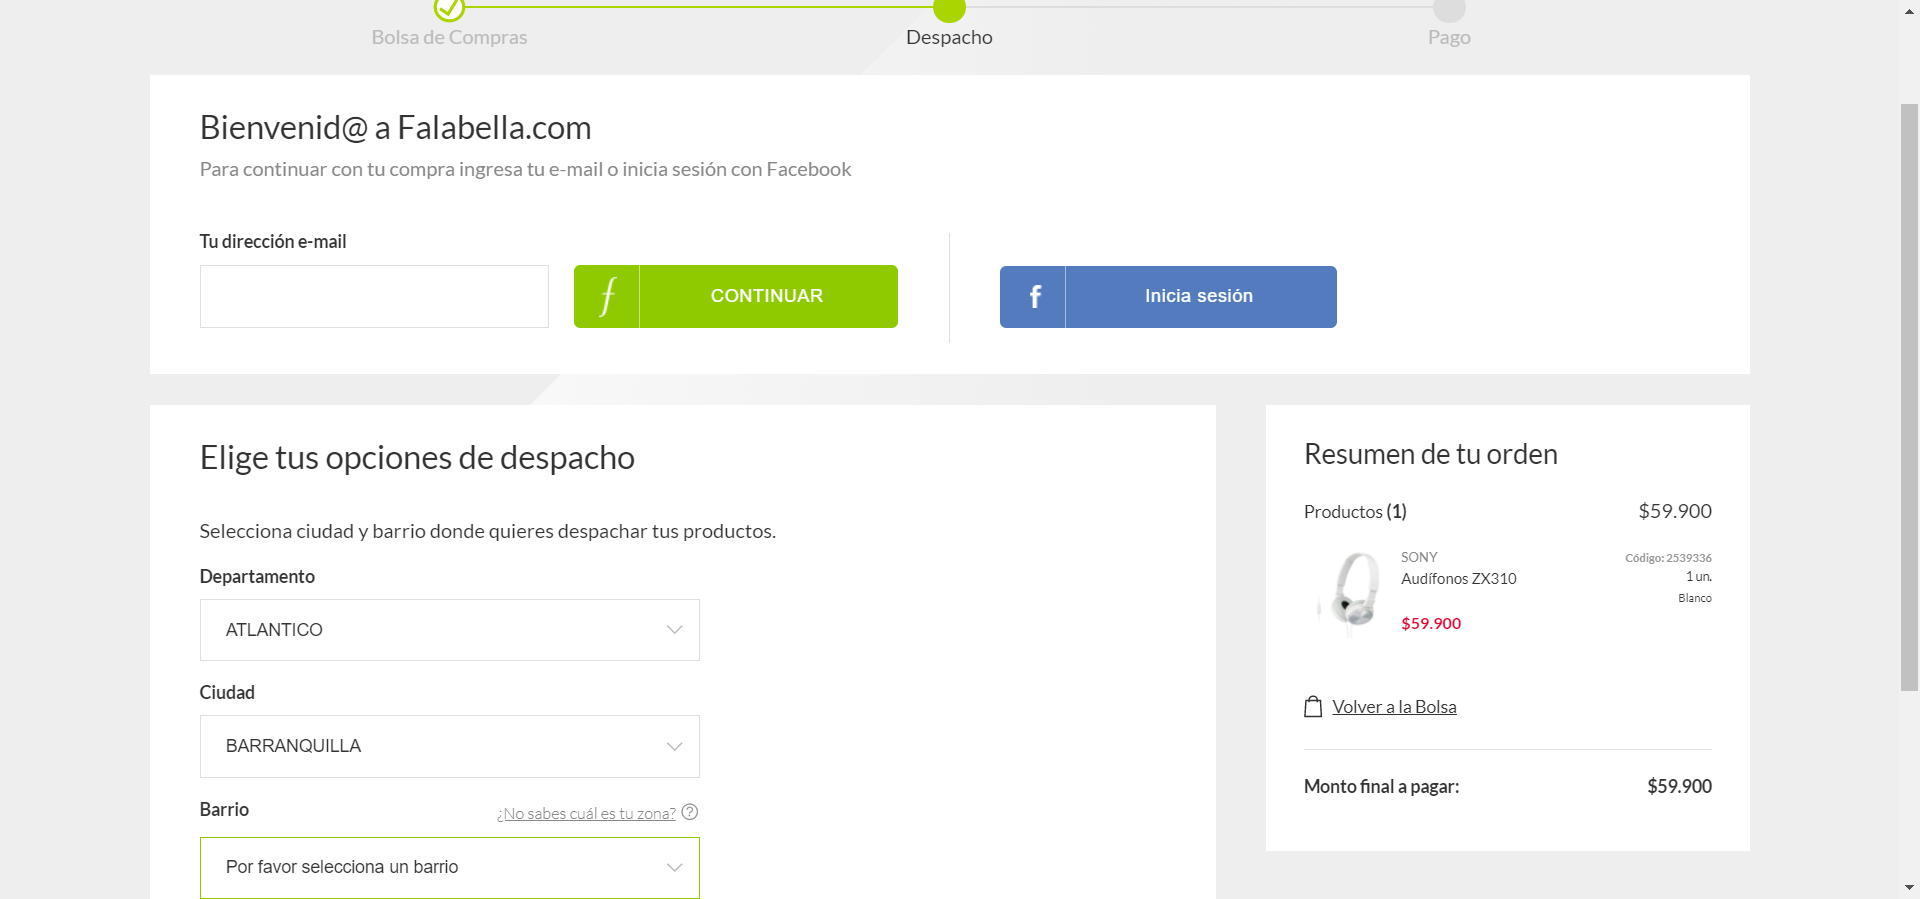 Bolsa de Compras
Despacho
Pago
Bienvenid@ a Falabella.com
Para continuar con tu compra ingresa tu e-mail o inicia sesión con Facebook
Tu dirección e-mail
f CONTINUAR
f Inicia sesión
Elige tus opciones de despacho
Selecciona ciudad y barrio donde quieres despachar tus productos.
Departamento
ATLANTICO
Ciudad
BARRANQUILLA
Barrio
¿No sabes cuál es tu zona? ?
Por favor selecciona un barrio
Resumen de tu orden
Productos (1) $59.900
SONY Código: 2539336
Audífonos ZX310 1 un.
Blanco
$59.900
Volver a la Bolsa
Monto final a pagar: $59.900